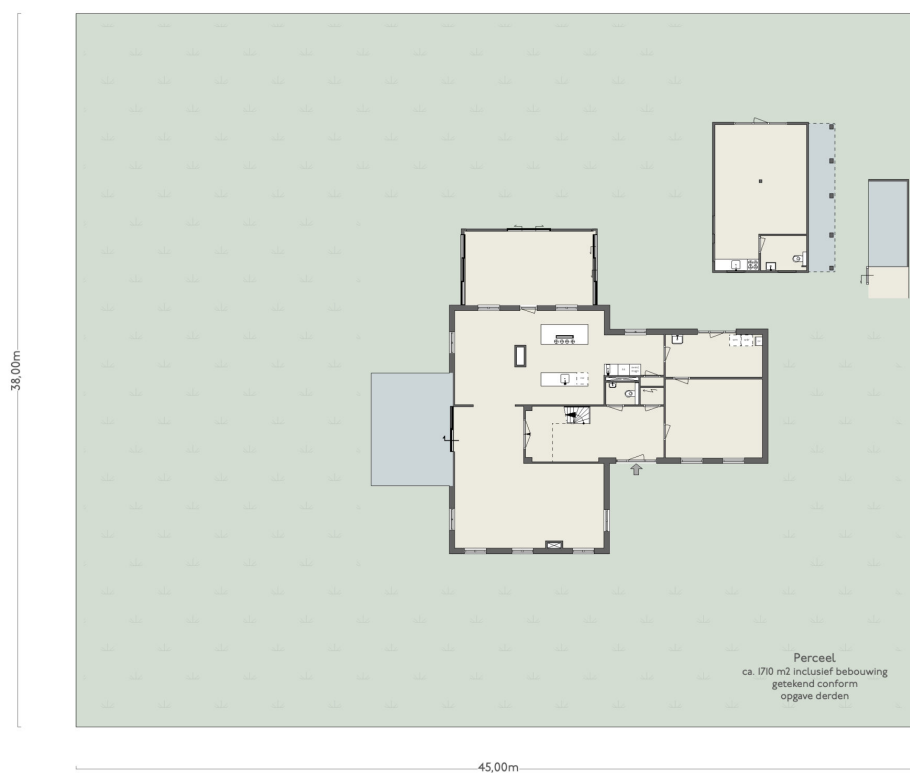 38,00m
Perceel
ca. 1710 m2 inclusief bebouwing
getekend conform
opgave derden
45,00m